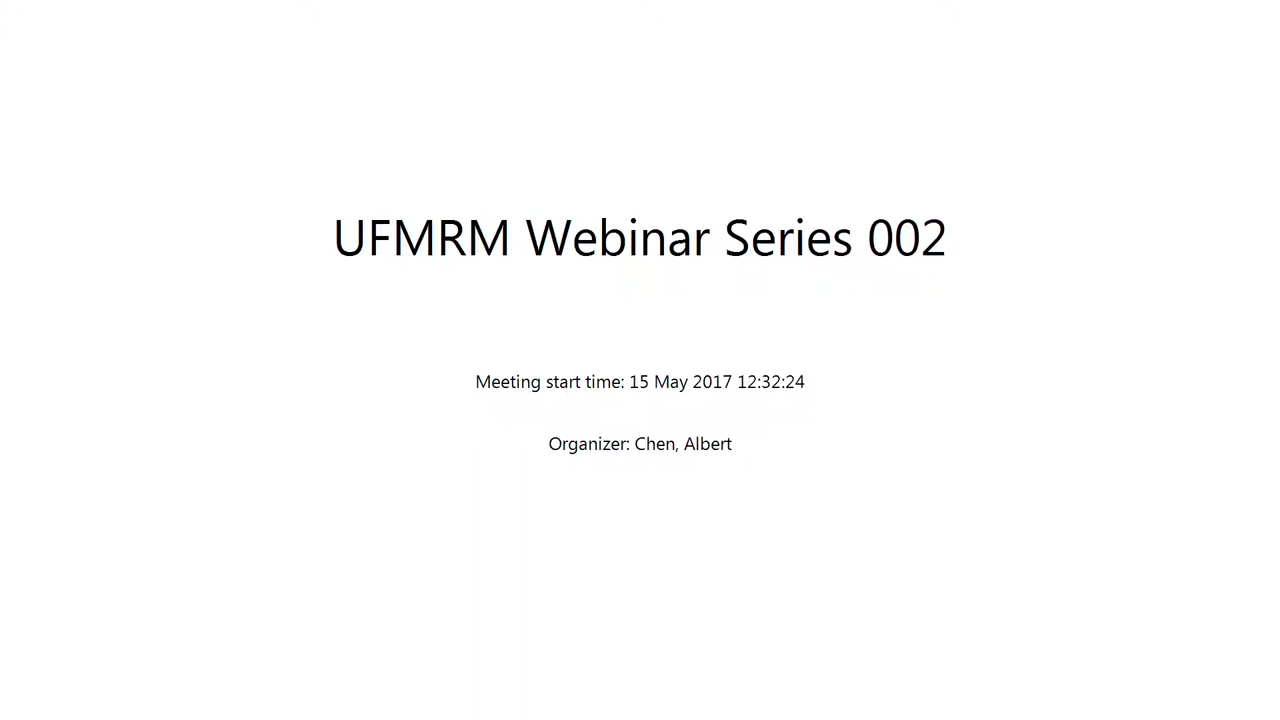 UFMRM Webinar Series 002
Meeting start time: 15 May 2017 12:32:24
Organizer: Chen, Albert